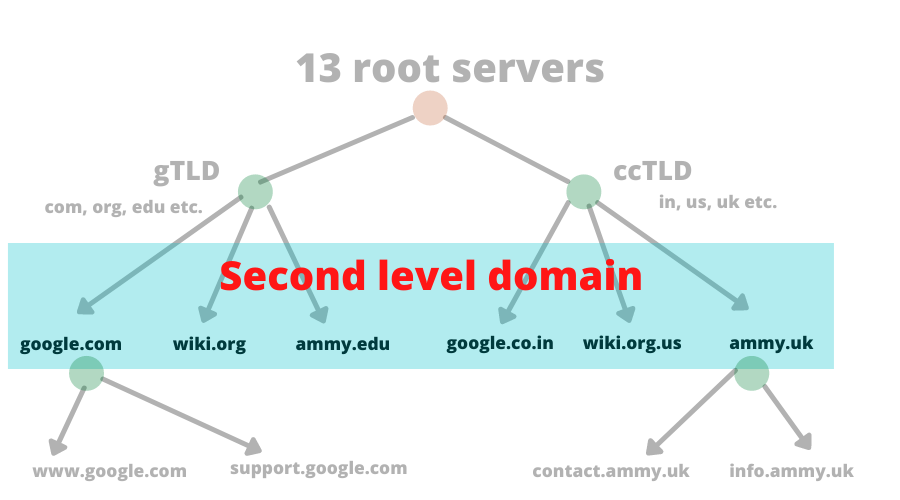 13 root servers
gTLD
ccTLD
com, org, edu etc.
in, us, uk etc.
Second level domain
google.com
wiki.org
ammy.edu
google.co.in
wiki.org.us
ammy.uk
www.google.com
support.google.com
contact.ammy.uk
info.ammy.uk